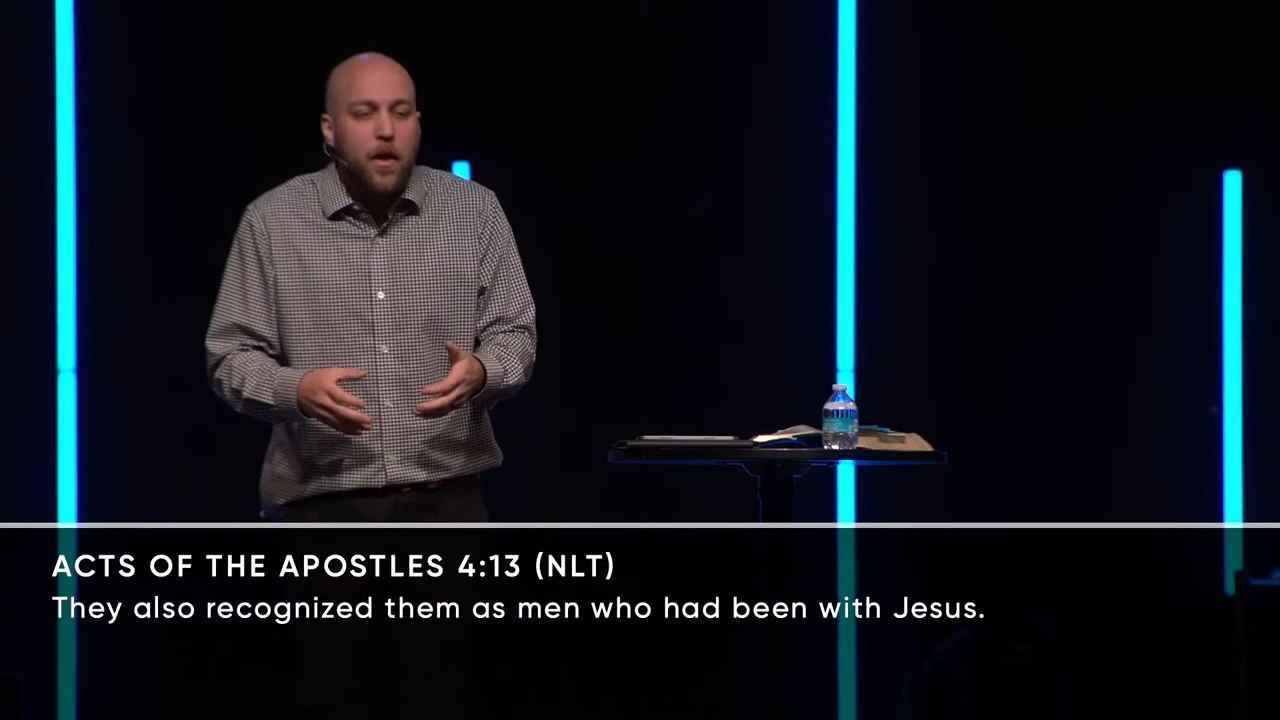 ACTS OF THE APOSTLES 4:13 (NLT)
They also recognized them as men who had been with Jesus.